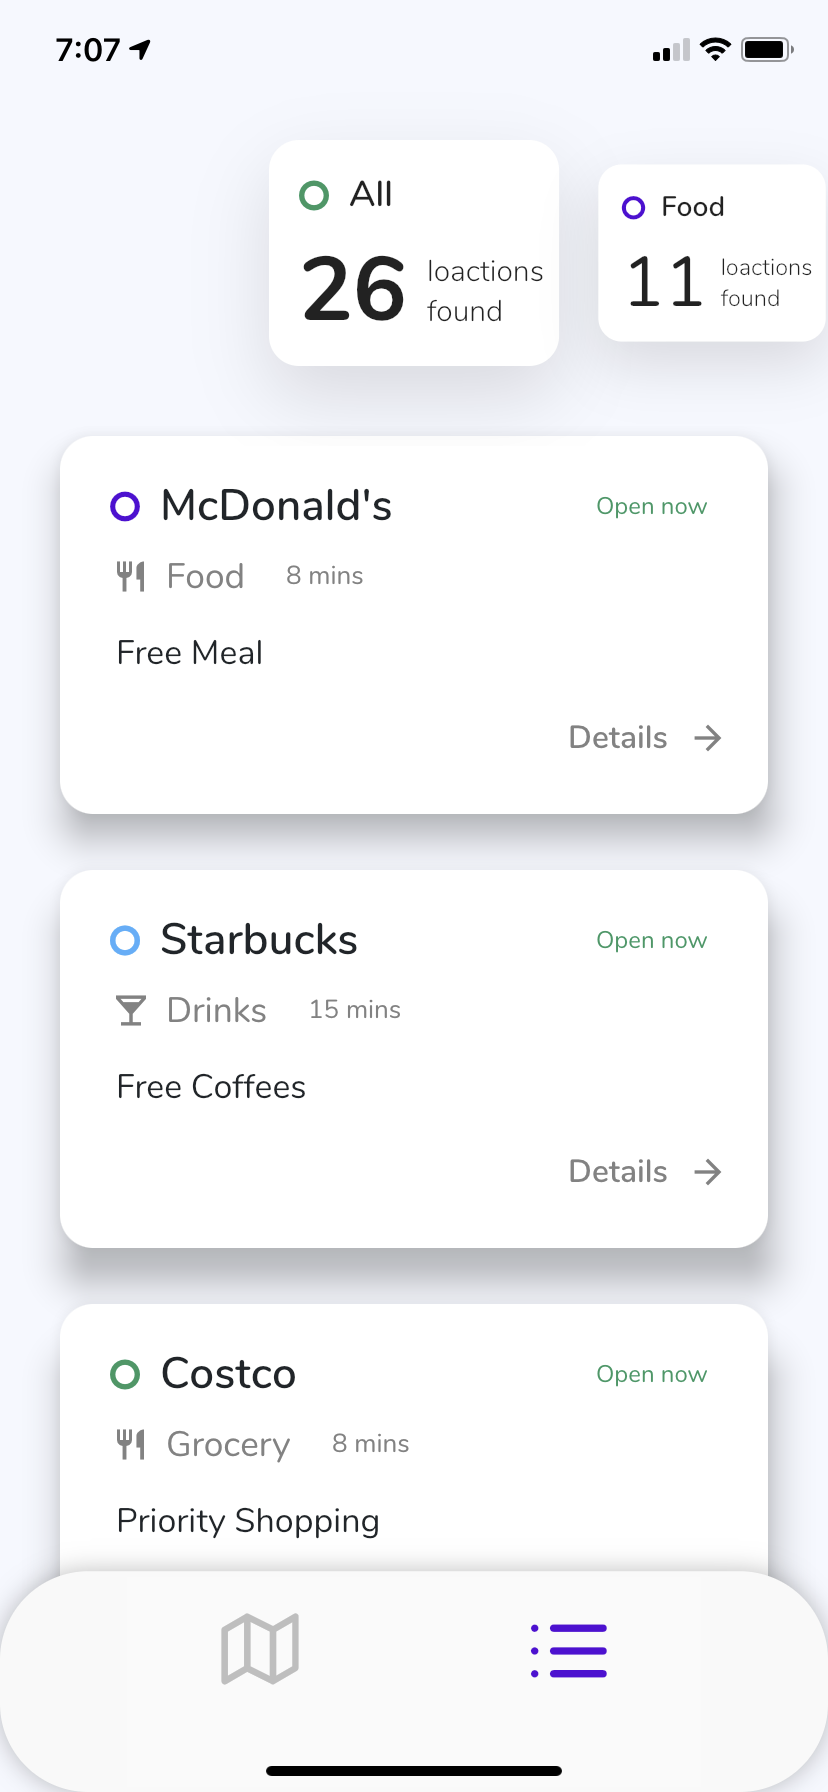 7:07
All
26 loactions
found
Food
11 loactions
found
McDonald's
Open now
Food 8 mins
Free Meal
Details
Starbucks
Open now
Drinks 15 mins
Free Coffees
Details
Costco
Open now
Grocery 8 mins
Priority Shopping